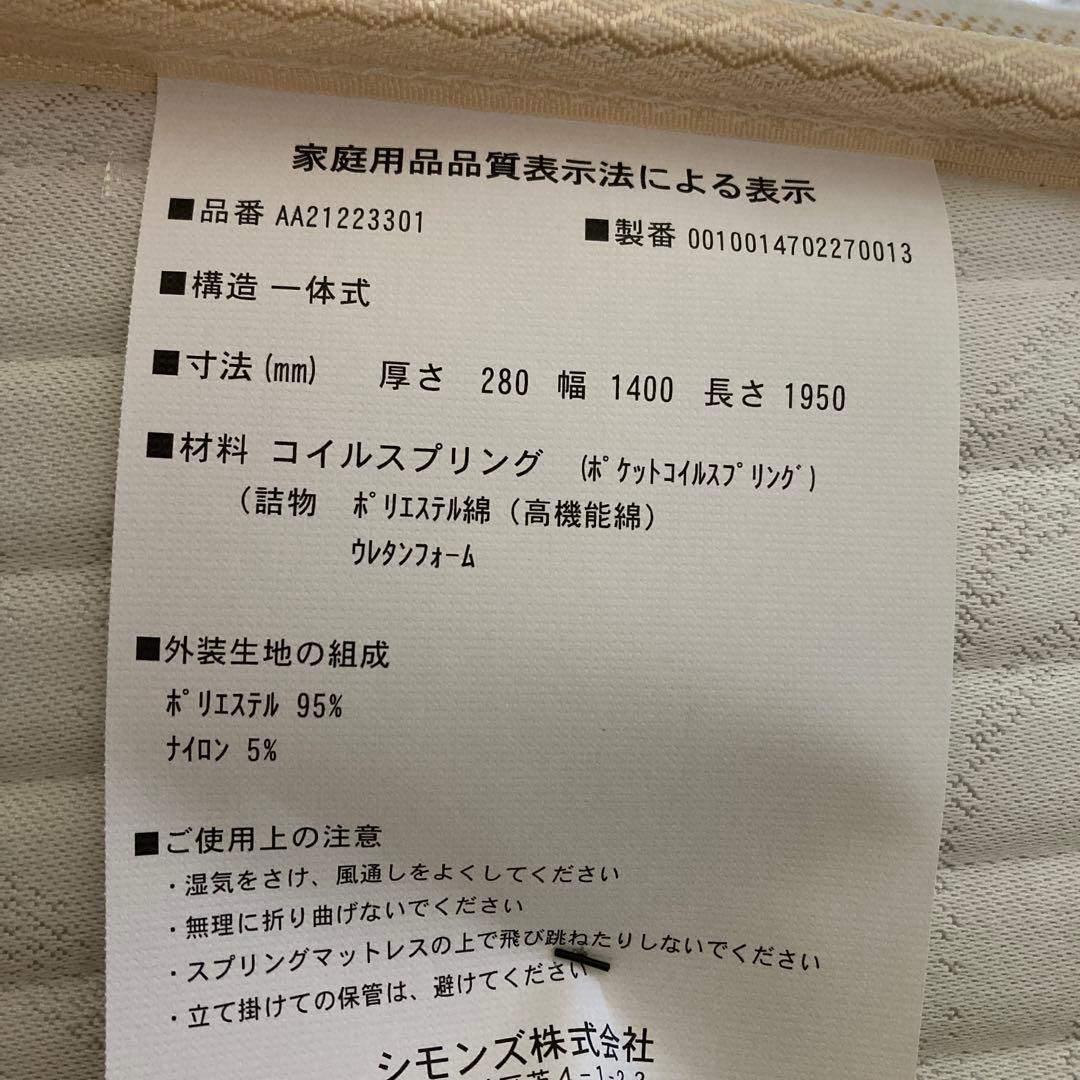 家庭用品品質表示法による表示
■品番 AA21223301 ■製番 0010014702270013
■構造 一体式
■寸法(mm) 厚さ 280 幅 1400 長さ 1950
■材料 コイルスプリング (ﾎﾟｹｯﾄｺｲﾙｽﾌﾟﾘﾝｸﾞ)
(詰物 ﾎﾟﾘｴｽﾃﾙ綿(高機能綿)
ｳﾚﾀﾝﾌｫｰﾑ
■外装生地の組成
ﾎﾟﾘｴｽﾃﾙ 95%
ﾅｲﾛﾝ 5%
■ご使用上の注意
・湿気をさけ、風通しをよくしてください
・無理に折り曲げないでください
・スプリングマットレスの上で飛び跳ねたりしないでください
・立て掛けての保管は、避けてください
シモンズ株式会社